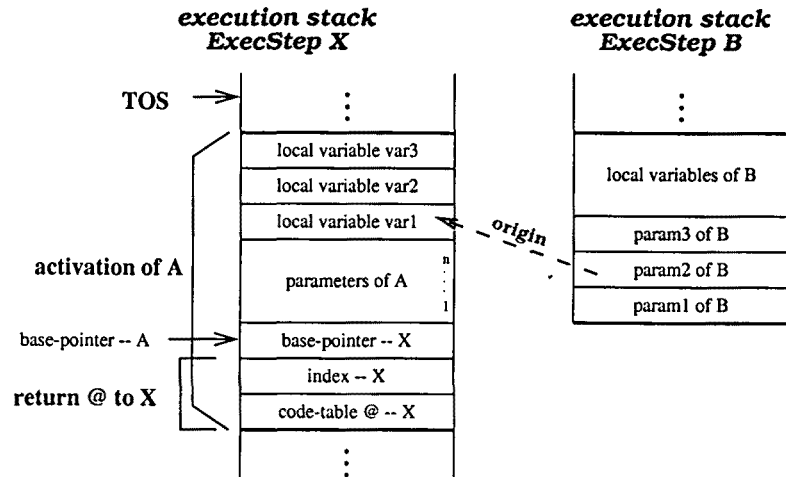 execution stack
ExecStep X
execution stack
ExecStep B
TOS
local variable var3
local variable var2
local variable var1
activation of A
parameters of A
n
1
origin
local variables of B
param3 of B
param2 of B
param1 of B
base-pointer -- A
base-pointer -- X
return @ to X
index -- X
code-table @ -- X